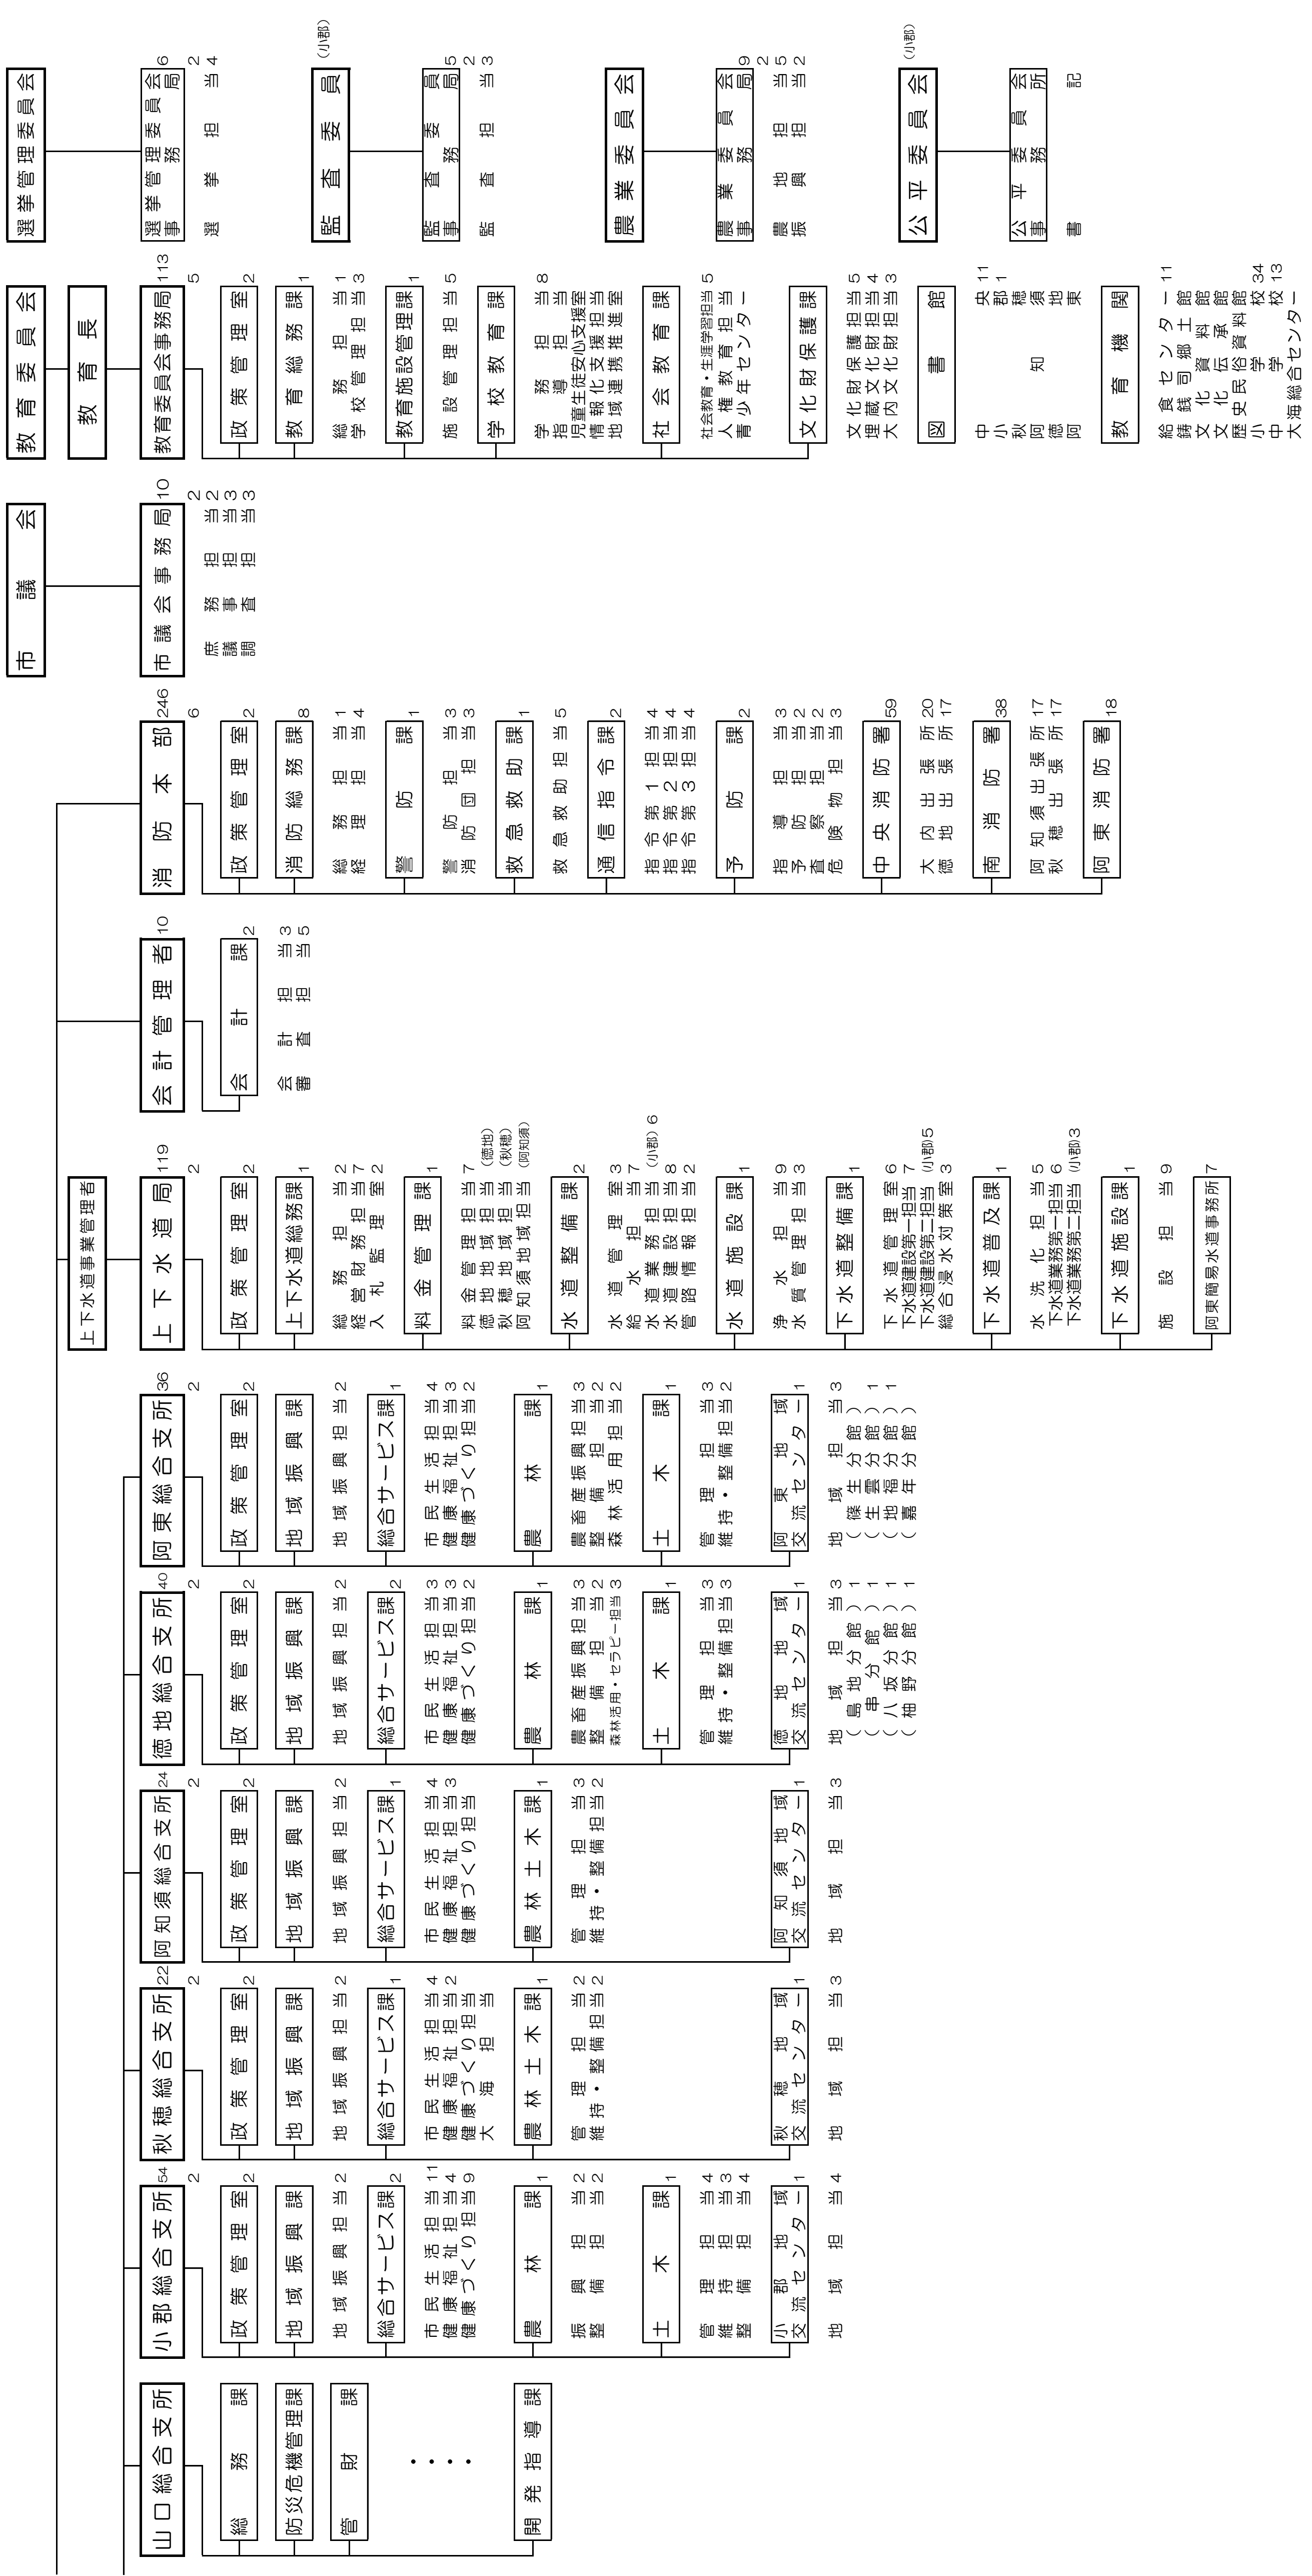 山口総合支所
総務課
防災危機管理課
管財課
・・・・
開発指導課
小郡総合支所 54
2
政策管理室 2
地域振興課
地域振興担当 2
総合サービス課 2
市民生活担当 11
健康福祉担当 4
健康づくり担当 9
農林課 1
振興担当 2
整備担当 2
土木課 1
管理担当 4
維持担当 3
整備担当 4
小郡地域
交流センター 1
地域担当 4
秋穂総合支所 22
2
政策管理室 2
地域振興課
地域振興担当 2
総合サービス課 1
市民生活担当 4
健康福祉担当 2
健康づくり担当
大海担当
農林土木課 1
管理担当 2
維持・整備担当 2
秋穂地域
交流センター 1
地域担当 3
阿知須総合支所 24
2
政策管理室 2
地域振興課
地域振興担当 2
総合サービス課 1
市民生活担当 4
健康福祉担当 3
健康づくり担当
農林土木課 1
管理担当 3
維持・整備担当 2
阿知須地域
交流センター 1
地域担当 3
徳地総合支所 40
2
政策管理室 2
地域振興課
地域振興担当 2
総合サービス課 2
市民生活担当 3
健康福祉担当 3
健康づくり担当 2
農林課 1
農畜産振興担当 3
整備担当 2
森林活用・セラピー担当 3
土木課 1
管理担当 3
維持・整備担当 3
徳地地域
交流センター 1
地域担当 3
（島地分館） 1
（串分館） 1
（八坂分館） 1
（柚野分館） 1
阿東総合支所 36
2
政策管理室 2
地域振興課
地域振興担当 2
総合サービス課 1
市民生活担当 4
健康福祉担当 3
健康づくり担当 2
農林課 1
農畜産振興担当 3
整備担当 2
森林活用担当 2
土木課 1
管理担当 3
維持・整備担当 2
阿東地域
交流センター 1
地域担当 3
（篠生分館）
（生雲分館） 1
（地福分館） 1
（嘉年分館）
上下水道事業管理者
上下水道局 119
2
政策管理室 2
上下水道総務課 1
総務担当 2
経営財務担当 7
入札監理室 2
料金管理課 1
料金管理担当 7
徳地地域担当 （徳地）
秋穂地域担当 （秋穂）
阿知須地域担当 （阿知須）
水道整備課 2
水道管理室 3
給水担当 7
水道業務担当 （小郡） 6
水道建設担当 8
管路情報担当 2
水道施設課 1
浄水担当 9
水質管理担当 3
下水道整備課 1
下水道管理室 6
下水道建設第一担当 7
下水道建設第二担当 （小郡） 5
総合浸水対策室 3
下水道普及課 1
水洗化担当 5
下水道業務第一担当 6
下水道業務第二担当 （小郡） 3
下水道施設課 1
施設担当 9
阿東簡易水道事務所 7
会計管理者 10
会計課 2
会計担当 3
審査担当 5
消防本部 246
6
政策管理室 2
消防総務課 8
総務担当 1
経理担当 4
警防課 1
警防担当 3
消防団担当 3
救急救助課 1
救急救助担当 5
通信指令課 2
指令第１担当 4
指令第２担当 4
指令第３担当 4
予防課 2
指導担当 3
予防担当 2
査察担当 2
危険物担当 3
中央消防署 59
大内出張所 20
徳地出張所 17
南消防署 38
阿知須出張所 17
秋穂出張所 17
阿東消防署 18
市議会
市議会事務局 10
2
庶務担当 2
議事担当 3
調査担当 3
教育委員会
教育長
教育委員会事務局 113
5
政策管理室 2
教育総務課 1
総務担当 1
学校管理担当 3
教育施設管理課 1
施設管理担当 5
学校教育課
学務担当 8
指導担当
児童生徒安心支援室
情報化支援担当
地域連携推進室
社会教育課
社会教育・生涯学習担当 5
人権教育担当
青少年センター
文化財保護課
文化財保護担当 5
埋蔵文化財担当 4
大内文化財担当 3
図書館
中央 11
小郡 1
秋穂
阿知須
徳地
阿東
教育機関
給食センター 11
鋳銭司郷土館
文化資料館
文化伝承館
歴史民俗資料館
小学校 34
中学校 13
大海総合センター
選挙管理委員会
選挙管理委員会
事務局 6
2
選挙担当 4
監査委員 （小郡）
監査委員
事務局 5
2
監査担当 3
農業委員会
農業委員会
事務局 9
2
農地担当 5
振興担当 2
公平委員会 （小郡）
公平委員会
事務所
書記